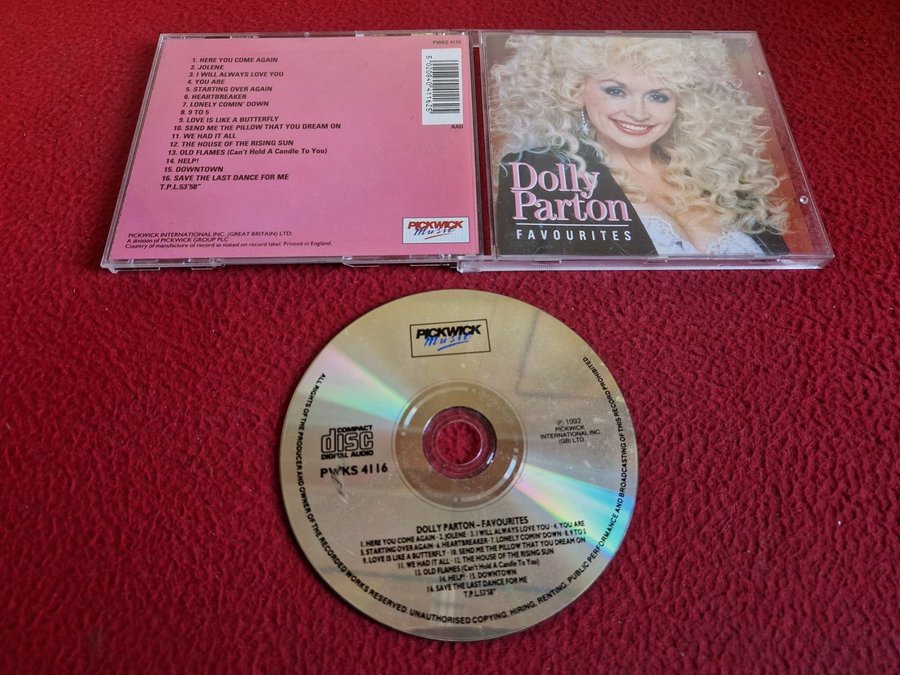 PWKS 4116
1. HERE YOU COME AGAIN
2. JOLENE
3. I WILL ALWAYS LOVE YOU
4. YOU ARE
5. STARTING OVER AGAIN
6. HEARTBREAKER
7. LONELY COMIN' DOWN
8. 9 TO 5
9. LOVE IS LIKE A BUTTERFLY
10. SEND ME THE PILLOW THAT YOU DREAM ON
11. WE HAD IT ALL
12. THE HOUSE OF THE RISING SUN
13. OLD FLAMES (Can't Hold A Candle To You)
14. HELP!
15. DOWNTOWN
16. SAVE THE LAST DANCE FOR ME
T.P.L.53'58"
5 020840 411625
AAD
PICKWICK INTERNATIONAL INC. (GREAT BRITAIN) LTD.
A division of PICKWICK GROUP PLC
Country of manufacture of record as stated on record label. Printed in England.
PICKWICK
Music
Dolly
Parton
FAVOURITES
PICKWICK
Music
COMPACT
disc
DIGITAL AUDIO
PWKS 4116
(P) 1992
PICKWICK
INTERNATIONAL INC.
(GB) LTD.
DOLLY PARTON – FAVOURITES
1. HERE YOU COME AGAIN · 2. JOLENE · 3. I WILL ALWAYS LOVE YOU · 4. YOU ARE
5. STARTING OVER AGAIN · 6. HEARTBREAKER · 7. LONELY COMIN' DOWN · 8. 9 TO 5
9. LOVE IS LIKE A BUTTERFLY · 10. SEND ME THE PILLOW THAT YOU DREAM ON
11. WE HAD IT ALL · 12. THE HOUSE OF THE RISING SUN
13. OLD FLAMES (Can't Hold A Candle To You)
14. HELP! · 15. DOWNTOWN
16. SAVE THE LAST DANCE FOR ME
T.P.L.53'58"
ALL RIGHTS OF THE PRODUCER AND OWNER OF THE RECORDED WORKS RESERVED. UNAUTHORISED COPYING, HIRING, RENTING, PUBLIC PERFORMANCE AND BROADCASTING OF THIS RECORD PROHIBITED